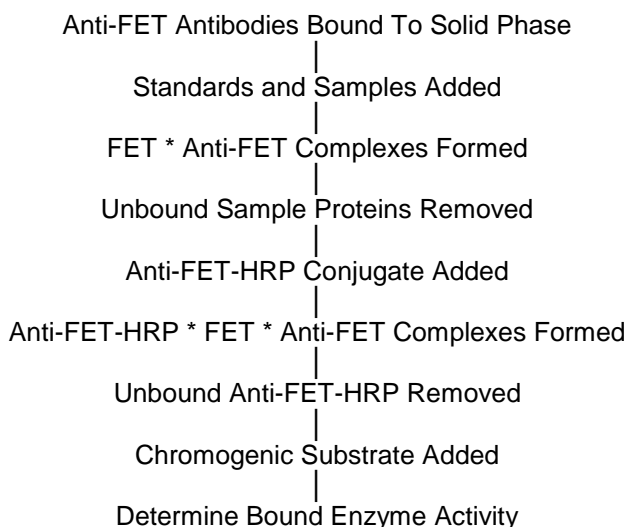 Anti-FET Antibodies Bound To Solid Phase
Standards and Samples Added
FET * Anti-FET Complexes Formed
Unbound Sample Proteins Removed
Anti-FET-HRP Conjugate Added
Anti-FET-HRP * FET * Anti-FET Complexes Formed
Unbound Anti-FET-HRP Removed
Chromogenic Substrate Added
Determine Bound Enzyme Activity